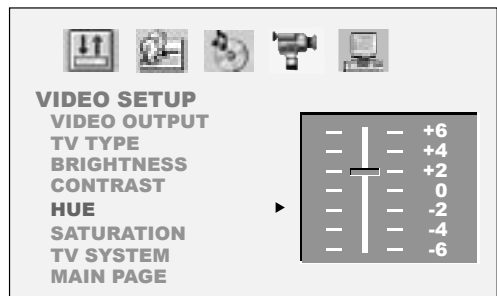 VIDEO SETUP
VIDEO OUTPUT
TV TYPE
BRIGHTNESS
CONTRAST
HUE
SATURATION
TV SYSTEM
MAIN PAGE
+6
+4
+2
0
-2
-4
-6